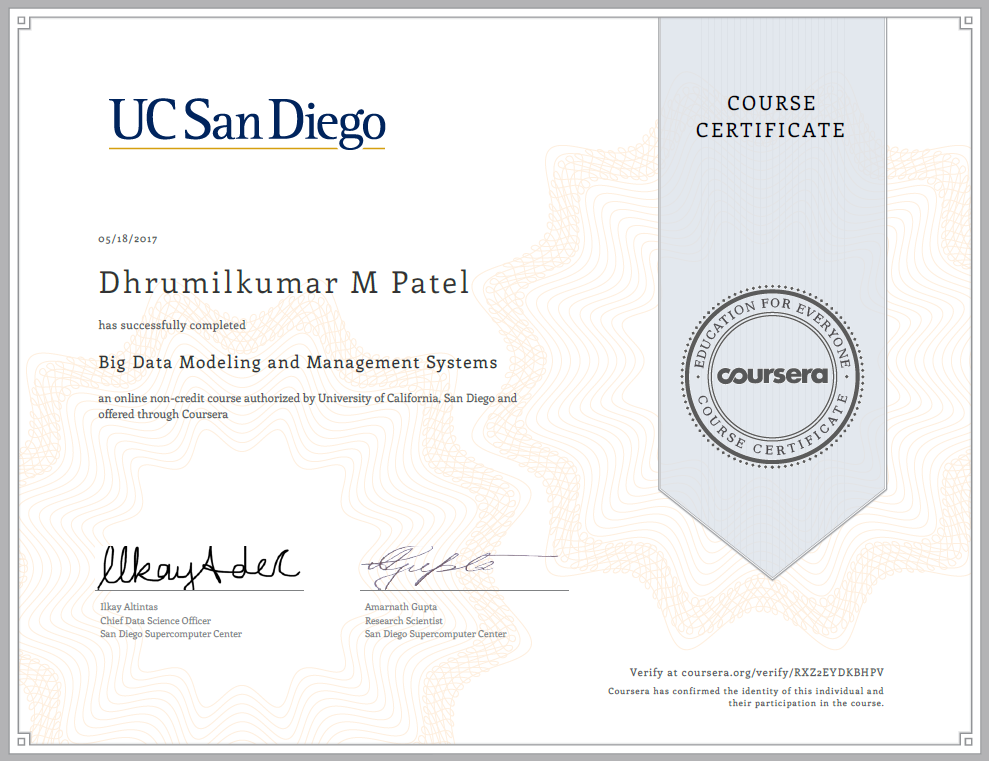 UC San Diego
COURSE
CERTIFICATE
05/18/2017
Dhrumilkumar M Patel
has successfully completed
Big Data Modeling and Management Systems
an online non-credit course authorized by University of California, San Diego and
offered through Coursera
EDUCATION FOR EVERYONE
coursera
COURSE CERTIFICATE
Ilkay Altintas
Chief Data Science Officer
San Diego Supercomputer Center
Amarnath Gupta
Research Scientist
San Diego Supercomputer Center
Verify at coursera.org/verify/RXZ2EYDKBHPV
Coursera has confirmed the identity of this individual and
their participation in the course.